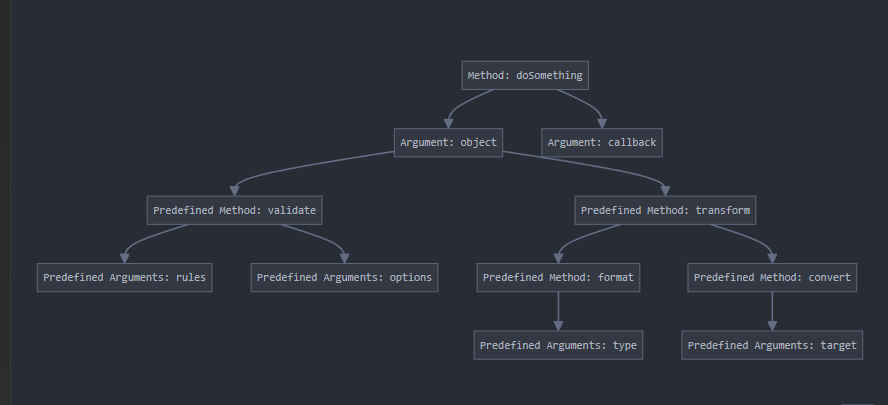 Method: doSomething
Argument: object
Argument: callback
Predefined Method: validate
Predefined Method: transform
Predefined Arguments: rules
Predefined Arguments: options
Predefined Method: format
Predefined Method: convert
Predefined Arguments: type
Predefined Arguments: target